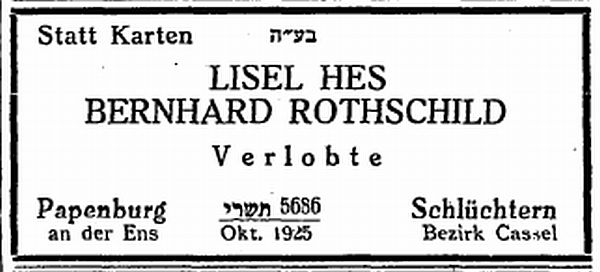 Statt Karten בע״ה
LISEL HES
BERNHARD ROTHSCHILD
Verlobte
Papenburg 5686 תשרי Schlüchtern
an der Ens Okt. 1925 Bezirk Cassel